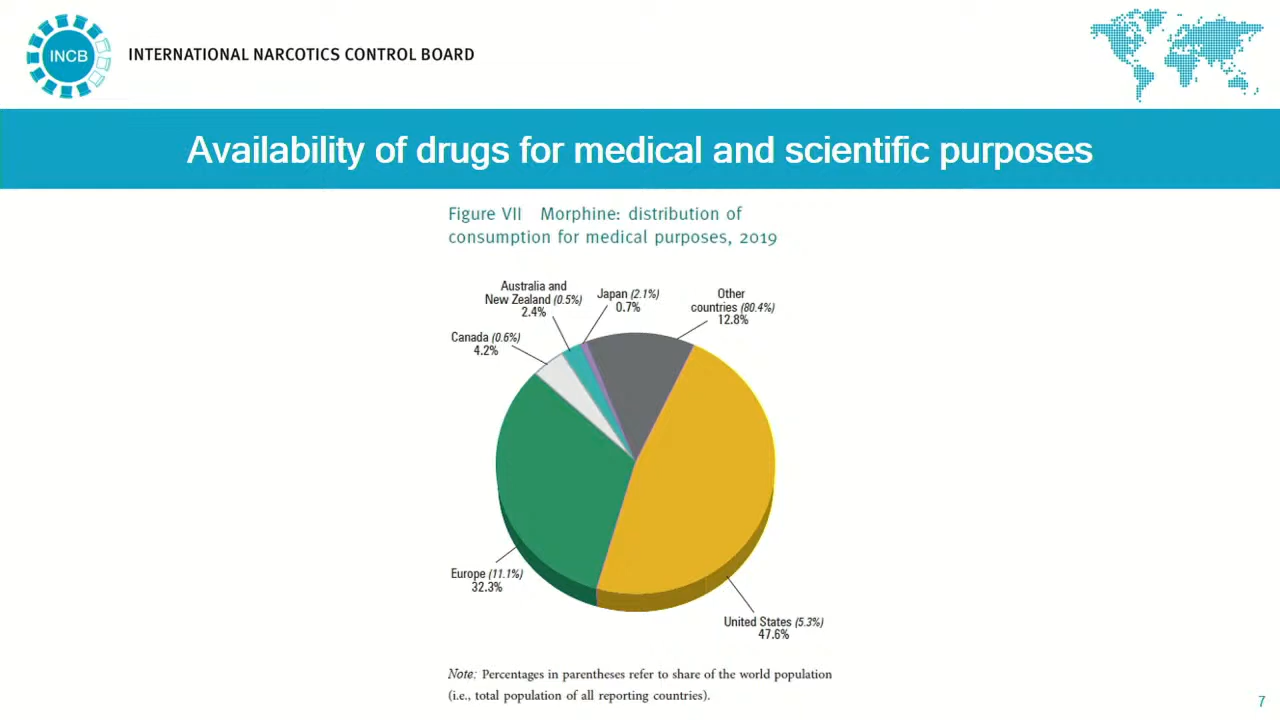 INCB
INTERNATIONAL NARCOTICS CONTROL BOARD
Availability of drugs for medical and scientific purposes
Figure VII Morphine: distribution of
consumption for medical purposes, 2019
Australia and
New Zealand (0.5%)
2.4%
Japan (2.1%)
0.7%
Other
countries (80.4%)
12.8%
Canada (0.6%)
4.2%
Europe (11.1%)
32.3%
United States (5.3%)
47.6%
Note: Percentages in parentheses refer to share of the world population
(i.e., total population of all reporting countries).
7